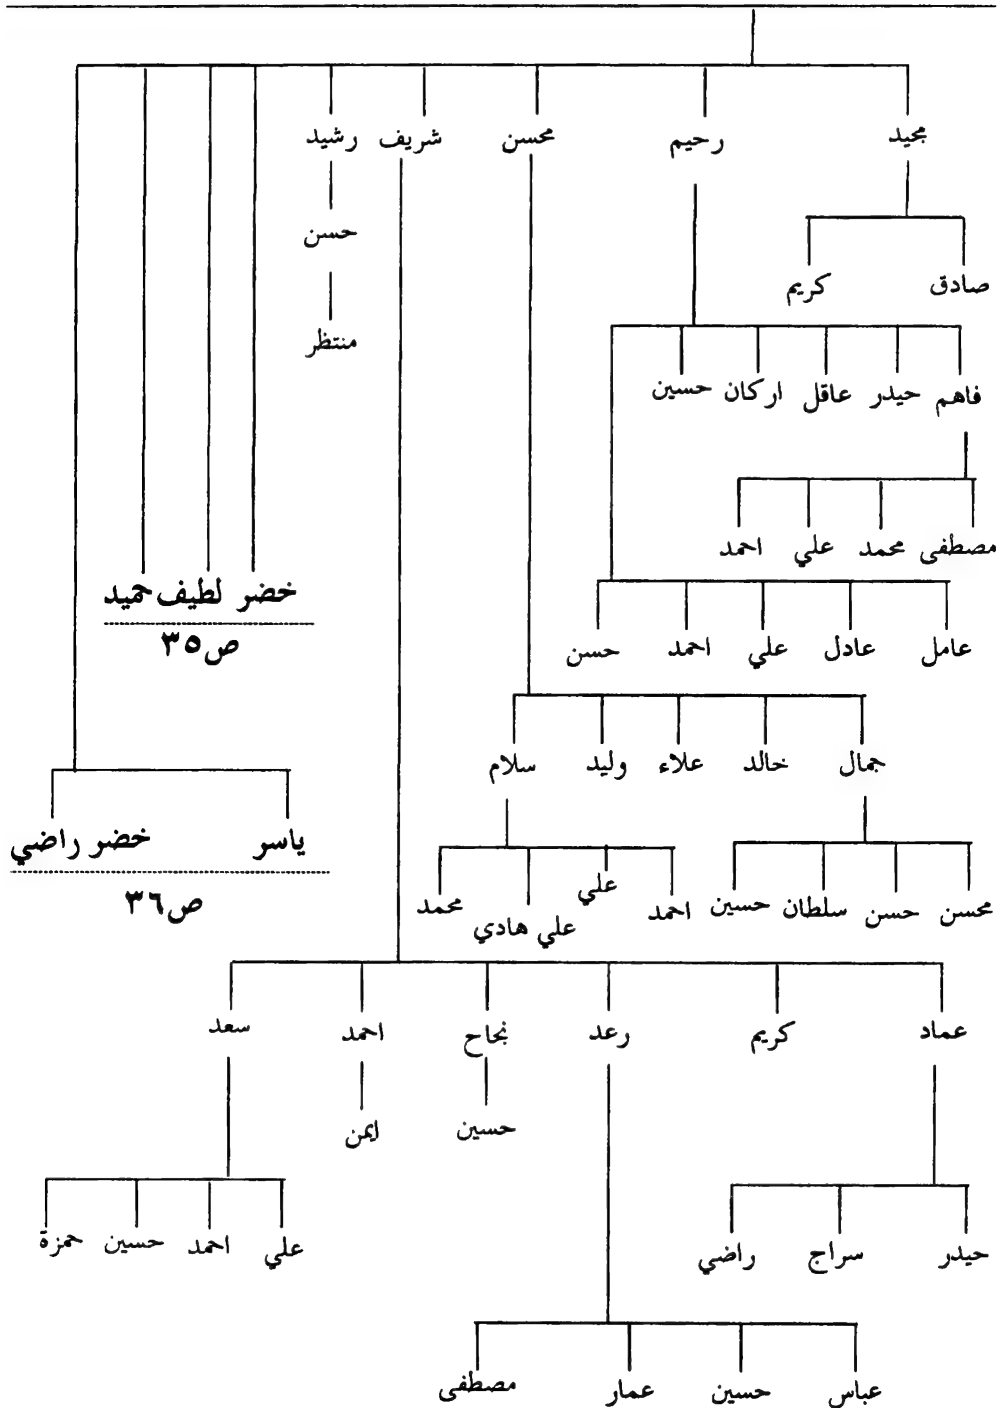 مجيد رحيم محسن شريف رشيد
حسن
صادق كريم
منتظر
فاهم حيدر عاقل اركان حسين
مصطفى محمد علي احمد
خضر لطيف حميد
ص٣٥
عامل عادل علي احمد حسن
جمال خالد علاء وليد سلام
ياسر خضر راضي
ص٣٦
محسن حسن سلطان حسين احمد علي علي هادي محمد
عماد كريم رعد نجاح احمد سعد
حسين ايمن
حيدر سراج راضي علي احمد حسين حمزة
عباس حسين عمار مصطفى